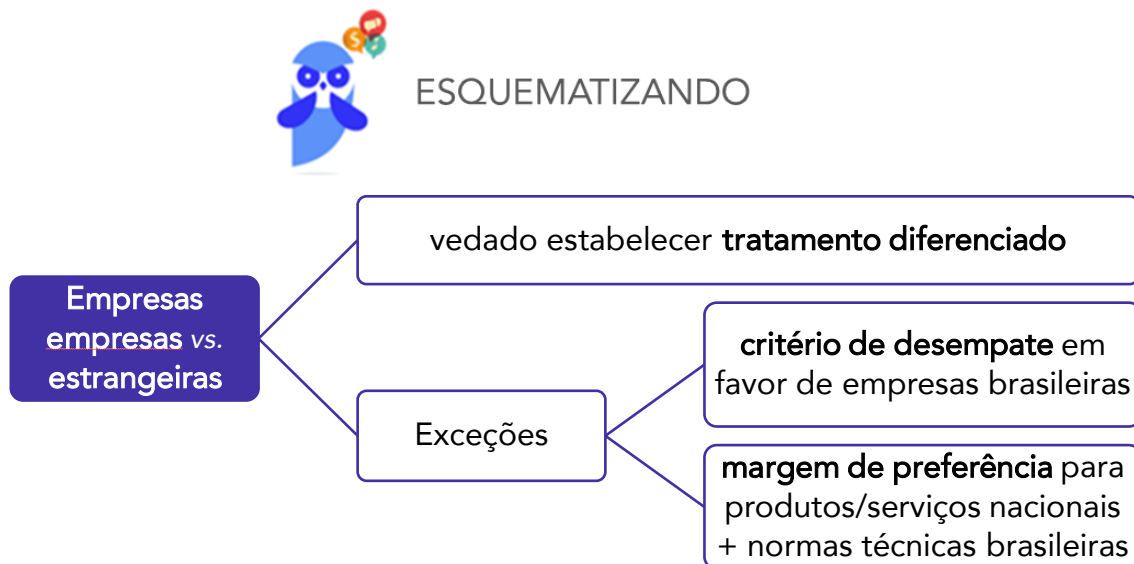 ESQUEMATIZANDO
vedado estabelecer tratamento diferenciado
Empresas
empresas vs.
estrangeiras
critério de desempate em
favor de empresas brasileiras
Exceções
margem de preferência para
produtos/serviços nacionais
+ normas técnicas brasileiras